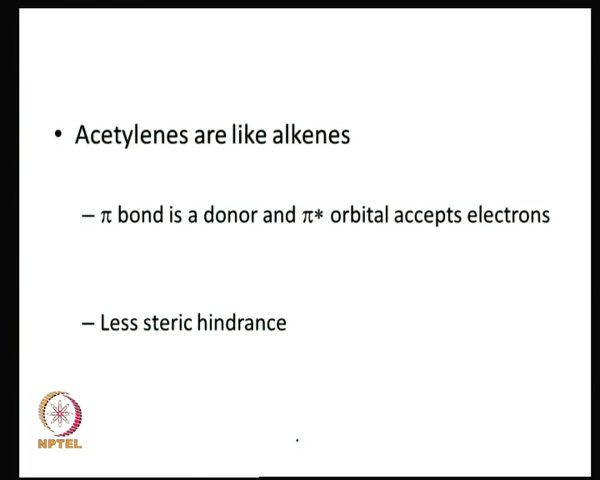 • Acetylenes are like alkenes
– π bond is a donor and π* orbital accepts electrons
– Less steric hindrance
NPTEL